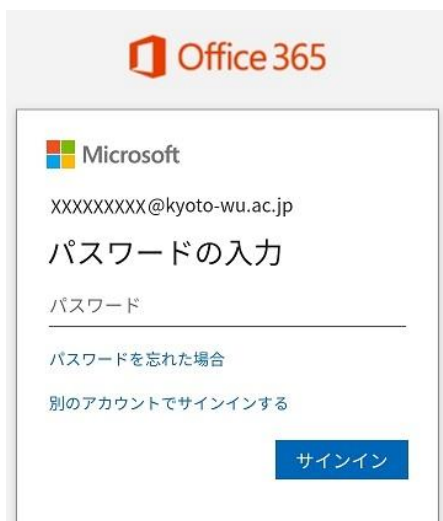 Office 365
Microsoft
XXXXXXXXX@kyoto-wu.ac.jp
パスワードの入力
パスワード
パスワードを忘れた場合
別のアカウントでサインインする
サインイン